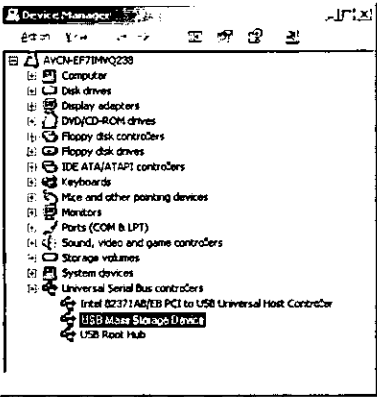 Device Manager
AVCN-EF71MVQ238
Computer
Disk drives
Display adapters
DVD/CD-ROM drives
Floppy disk controllers
Floppy disk drives
IDE ATA/ATAPI controllers
Keyboards
Mice and other pointing devices
Monitors
Ports (COM & LPT)
Sound, video and game controllers
Storage volumes
System devices
Universal Serial Bus controllers
Intel 82371AB/EB PCI to USB Universal Host Controller
USB Mass Storage Device
USB Root Hub